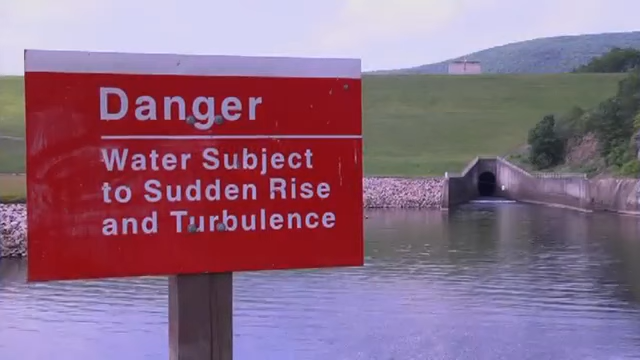 Danger
Water Subject
to Sudden Rise
and Turbulence